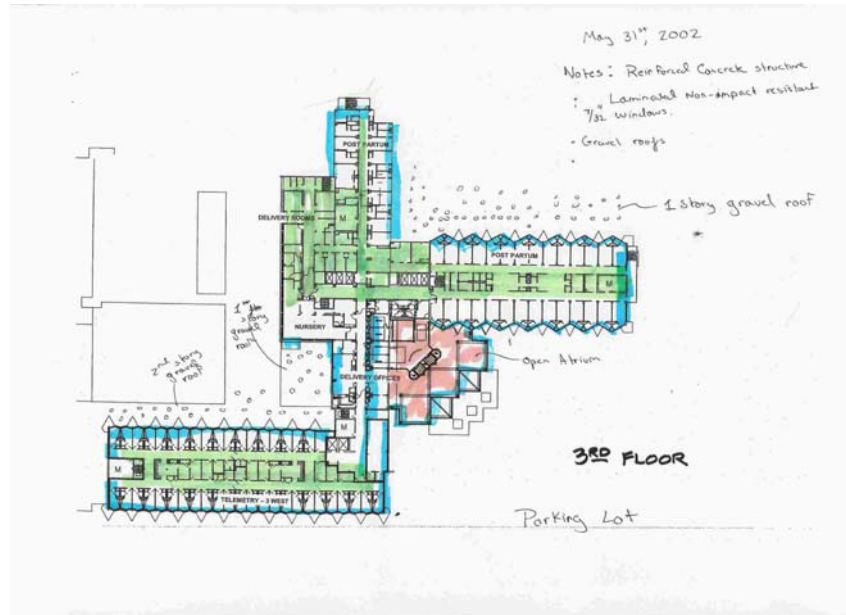 May 31st, 2002
Notes: Reinforced Concrete structure
: Laminated Non-impact resistant
7/32" windows.
• Gravel roofs
•
POST PARTUM
DELIVERY ROOMS
M
1 story gravel roof
*
POST PARTUM
M
NURSERY
1st
story
gravel
roof
Open Atrium
2nd story
gravel
roof
DELIVERY OFFICES
M
M
TELEMETRY - 3 WEST
3RD FLOOR
Parking Lot